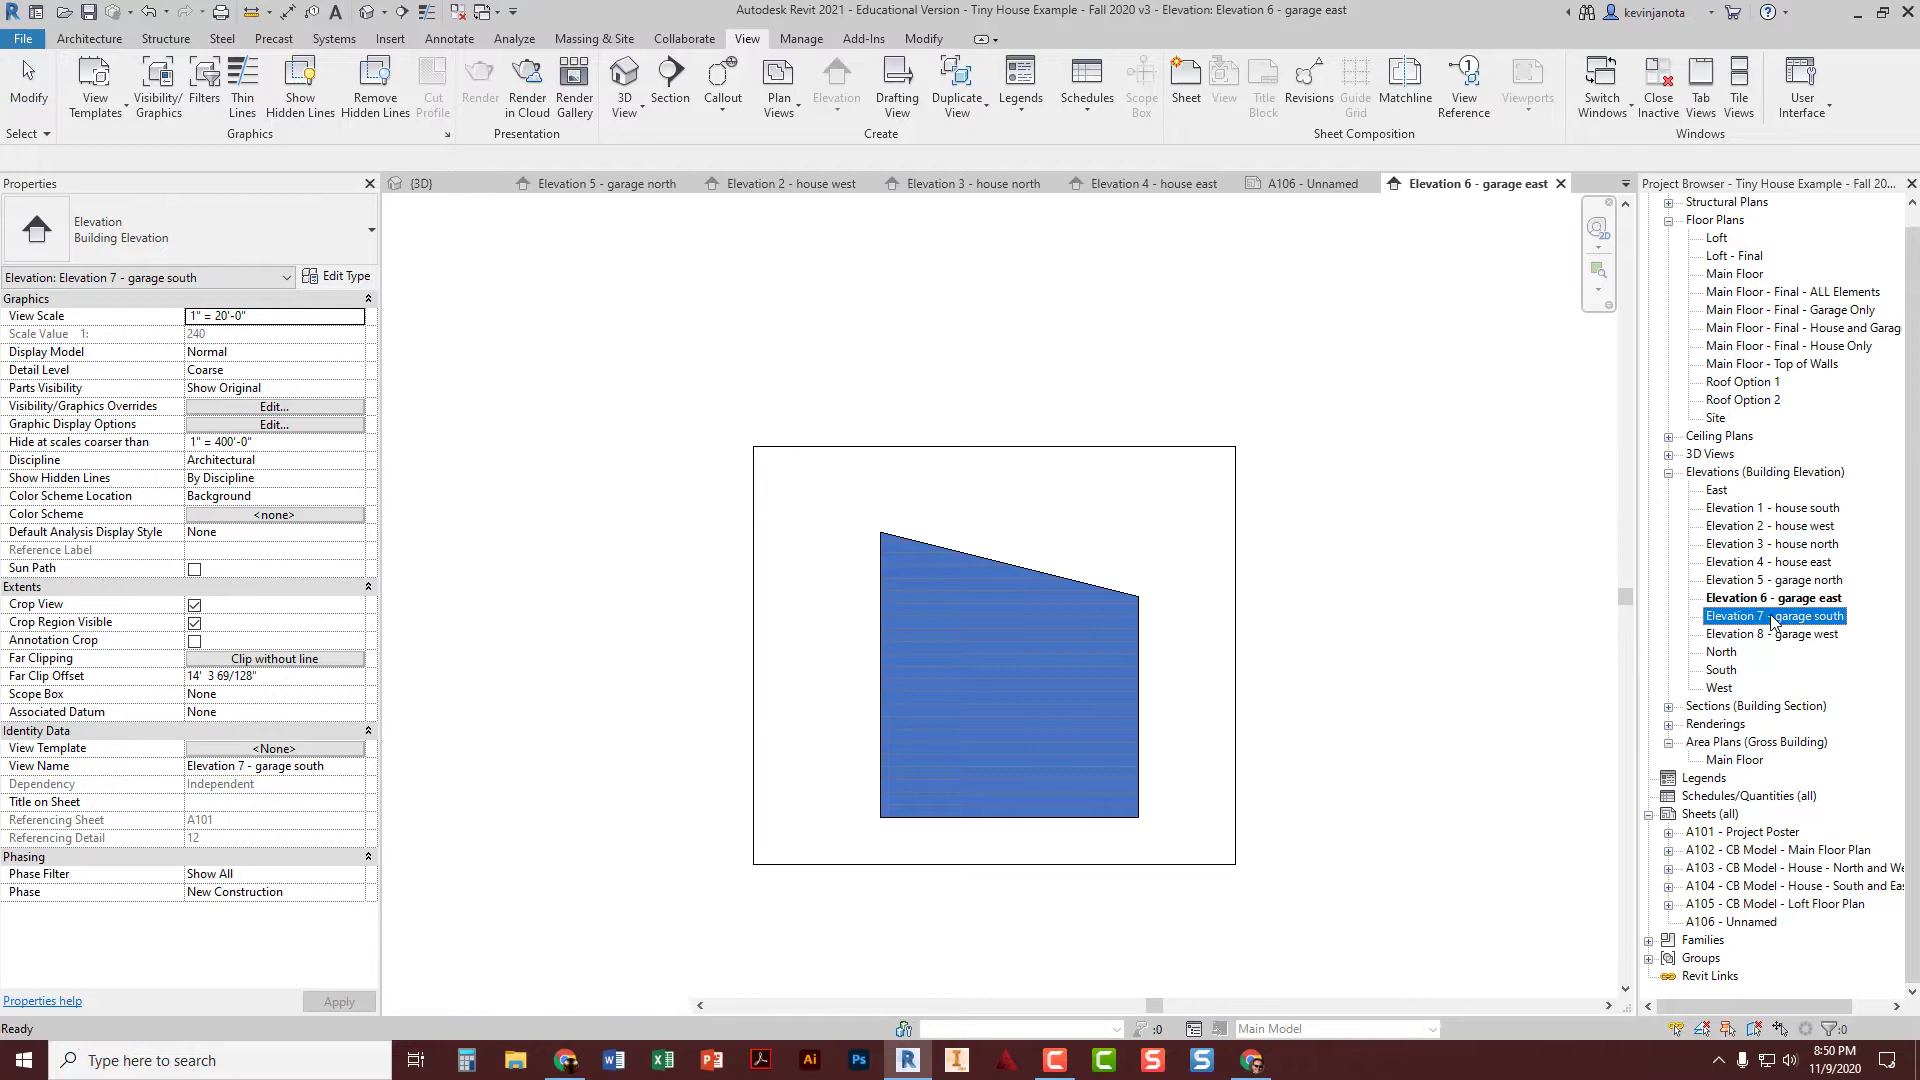 Autodesk Revit 2021 - Educational Version - Tiny House Example - Fall 2020 v3 - Elevation: Elevation 6 - garage east
kevinjanota
File Architecture Structure Steel Precast Systems Insert Annotate Analyze Massing & Site Collaborate View Manage Add-Ins Modify
Modify
View Templates
Visibility/ Graphics
Filters
Thin Lines
Show Hidden Lines
Remove Hidden Lines
Cut Profile
Render
Render in Cloud
Render Gallery
3D View
Section
Callout
Plan Views
Elevation
Drafting View
Duplicate View
Legends
Schedules
Scope Box
Sheet
View
Title Block
Revisions
Guide Grid
Matchline
View Reference
Viewports
Switch Windows
Close Inactive
Tab Views
Tile Views
User Interface
Select Graphics Presentation Create Sheet Composition Windows
Properties
{3D} Elevation 5 - garage north Elevation 2 - house west Elevation 3 - house north Elevation 4 - house east A106 - Unnamed Elevation 6 - garage east
Elevation
Building Elevation
Elevation: Elevation 7 - garage south Edit Type
Graphics
View Scale 1" = 20'-0"
Scale Value 1: 240
Display Model Normal
Detail Level Coarse
Parts Visibility Show Original
Visibility/Graphics Overrides Edit...
Graphic Display Options Edit...
Hide at scales coarser than 1" = 400'-0"
Discipline Architectural
Show Hidden Lines By Discipline
Color Scheme Location Background
Color Scheme <none>
Default Analysis Display Style None
Reference Label
Sun Path
Extents
Crop View
Crop Region Visible
Annotation Crop
Far Clipping Clip without line
Far Clip Offset 14' 3 69/128"
Scope Box None
Associated Datum None
Identity Data
View Template <None>
View Name Elevation 7 - garage south
Dependency Independent
Title on Sheet
Referencing Sheet A101
Referencing Detail 12
Phasing
Phase Filter Show All
Phase New Construction
Properties help Apply
2D
Project Browser - Tiny House Example - Fall 20...
Structural Plans
Floor Plans
Loft
Loft - Final
Main Floor
Main Floor - Final - ALL Elements
Main Floor - Final - Garage Only
Main Floor - Final - House and Garag
Main Floor - Final - House Only
Main Floor - Top of Walls
Roof Option 1
Roof Option 2
Site
Ceiling Plans
3D Views
Elevations (Building Elevation)
East
Elevation 1 - house south
Elevation 2 - house west
Elevation 3 - house north
Elevation 4 - house east
Elevation 5 - garage north
Elevation 6 - garage east
Elevation 7 - garage south
Elevation 8 - garage west
North
South
West
Sections (Building Section)
Renderings
Area Plans (Gross Building)
Main Floor
Legends
Schedules/Quantities (all)
Sheets (all)
A101 - Project Poster
A102 - CB Model - Main Floor Plan
A103 - CB Model - House - North and We
A104 - CB Model - House - South and Eas
A105 - CB Model - Loft Floor Plan
A106 - Unnamed
Families
Groups
Revit Links
Ready :0 Main Model :0
Type here to search
8:50 PM
11/9/2020